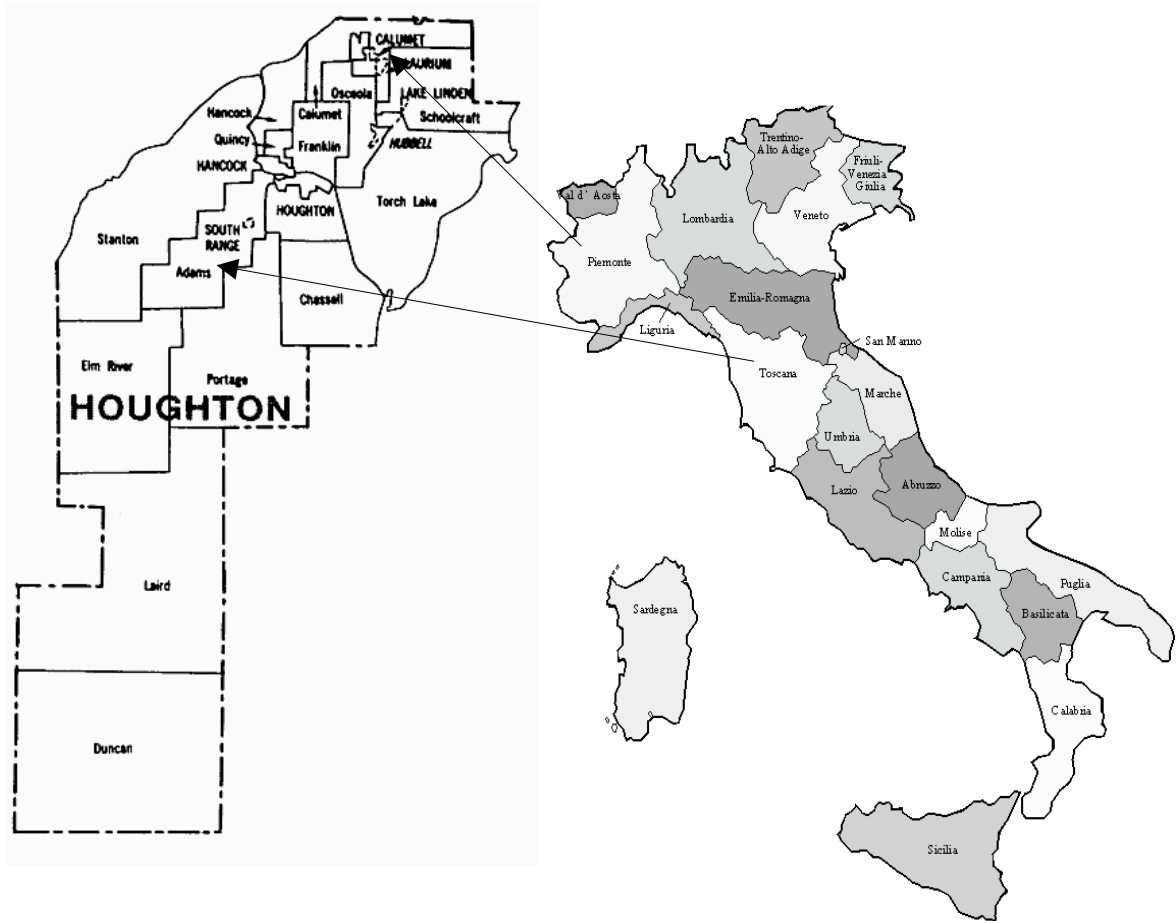 CALUMET
LAURIUM
Osceola
LAKE LINDEN
Hancock
Calumet
Schoolcraft
Quincy
Franklin
HUBBELL
HANCOCK
HOUGHTON
Torch Lake
Stanton
SOUTH
RANGE
Adams
Chassell
Elm River
Portage
HOUGHTON
Laird
Duncan
Trentino-
Alto Adige
Friuli-
Venezia
Giulia
Val d' Aosta
Lombardia
Veneto
Piemonte
Emilia-Romagna
Liguria
San Marino
Toscana
Marche
Umbria
Lazio
Abruzzo
Molise
Campania
Puglia
Basilicata
Sardegna
Calabria
Sicilia